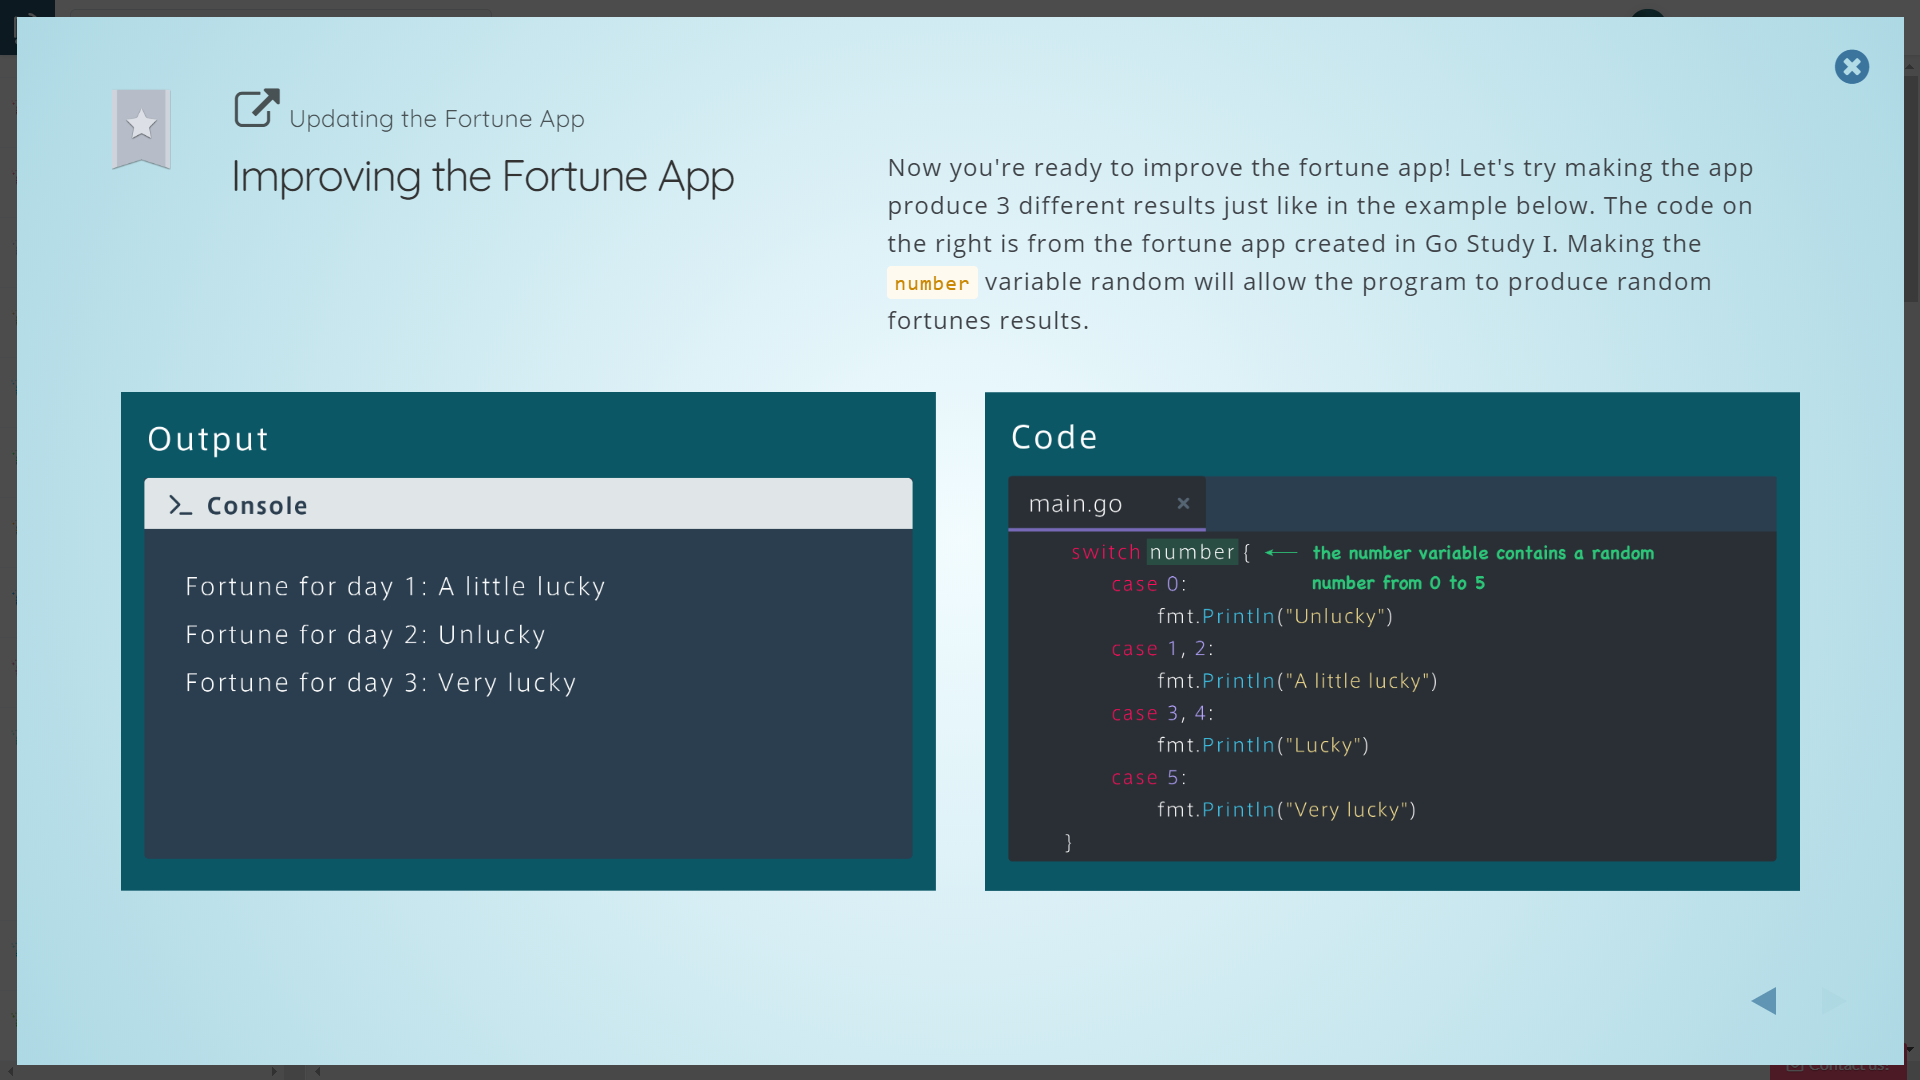 Updating the Fortune App
Improving the Fortune App
Now you're ready to improve the fortune app! Let's try making the app
produce 3 different results just like in the example below. The code on
the right is from the fortune app created in Go Study I. Making the
number variable random will allow the program to produce random
fortunes results.
Output
Console
Fortune for day 1: A little lucky
Fortune for day 2: Unlucky
Fortune for day 3: Very lucky
Code
main.go
switch number { the number variable contains a random
number from 0 to 5
case 0:
fmt.Println("Unlucky")
case 1, 2:
fmt.Println("A little lucky")
case 3, 4:
fmt.Println("Lucky")
case 5:
fmt.Println("Very lucky")
}
Contact us!